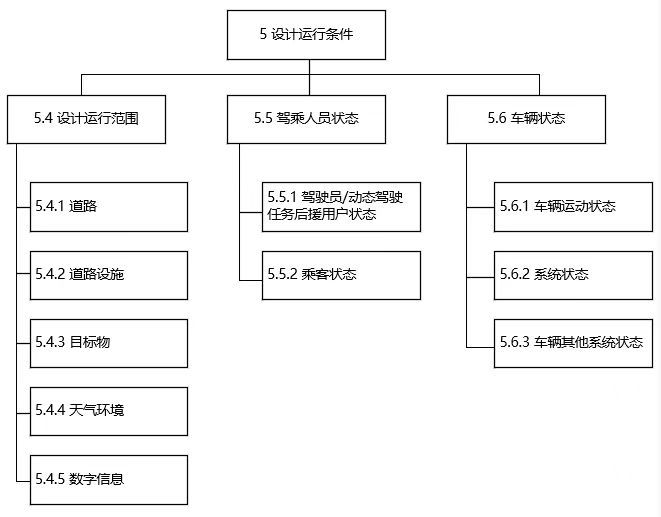 5 设计运行条件
5.4 设计运行范围
5.5 驾乘人员状态
5.6 车辆状态
5.4.1 道路
5.4.2 道路设施
5.4.3 目标物
5.4.4 天气环境
5.4.5 数字信息
5.5.1 驾驶员/动态驾驶
任务后援用户状态
5.5.2 乘客状态
5.6.1 车辆运动状态
5.6.2 系统状态
5.6.3 车辆其他系统状态